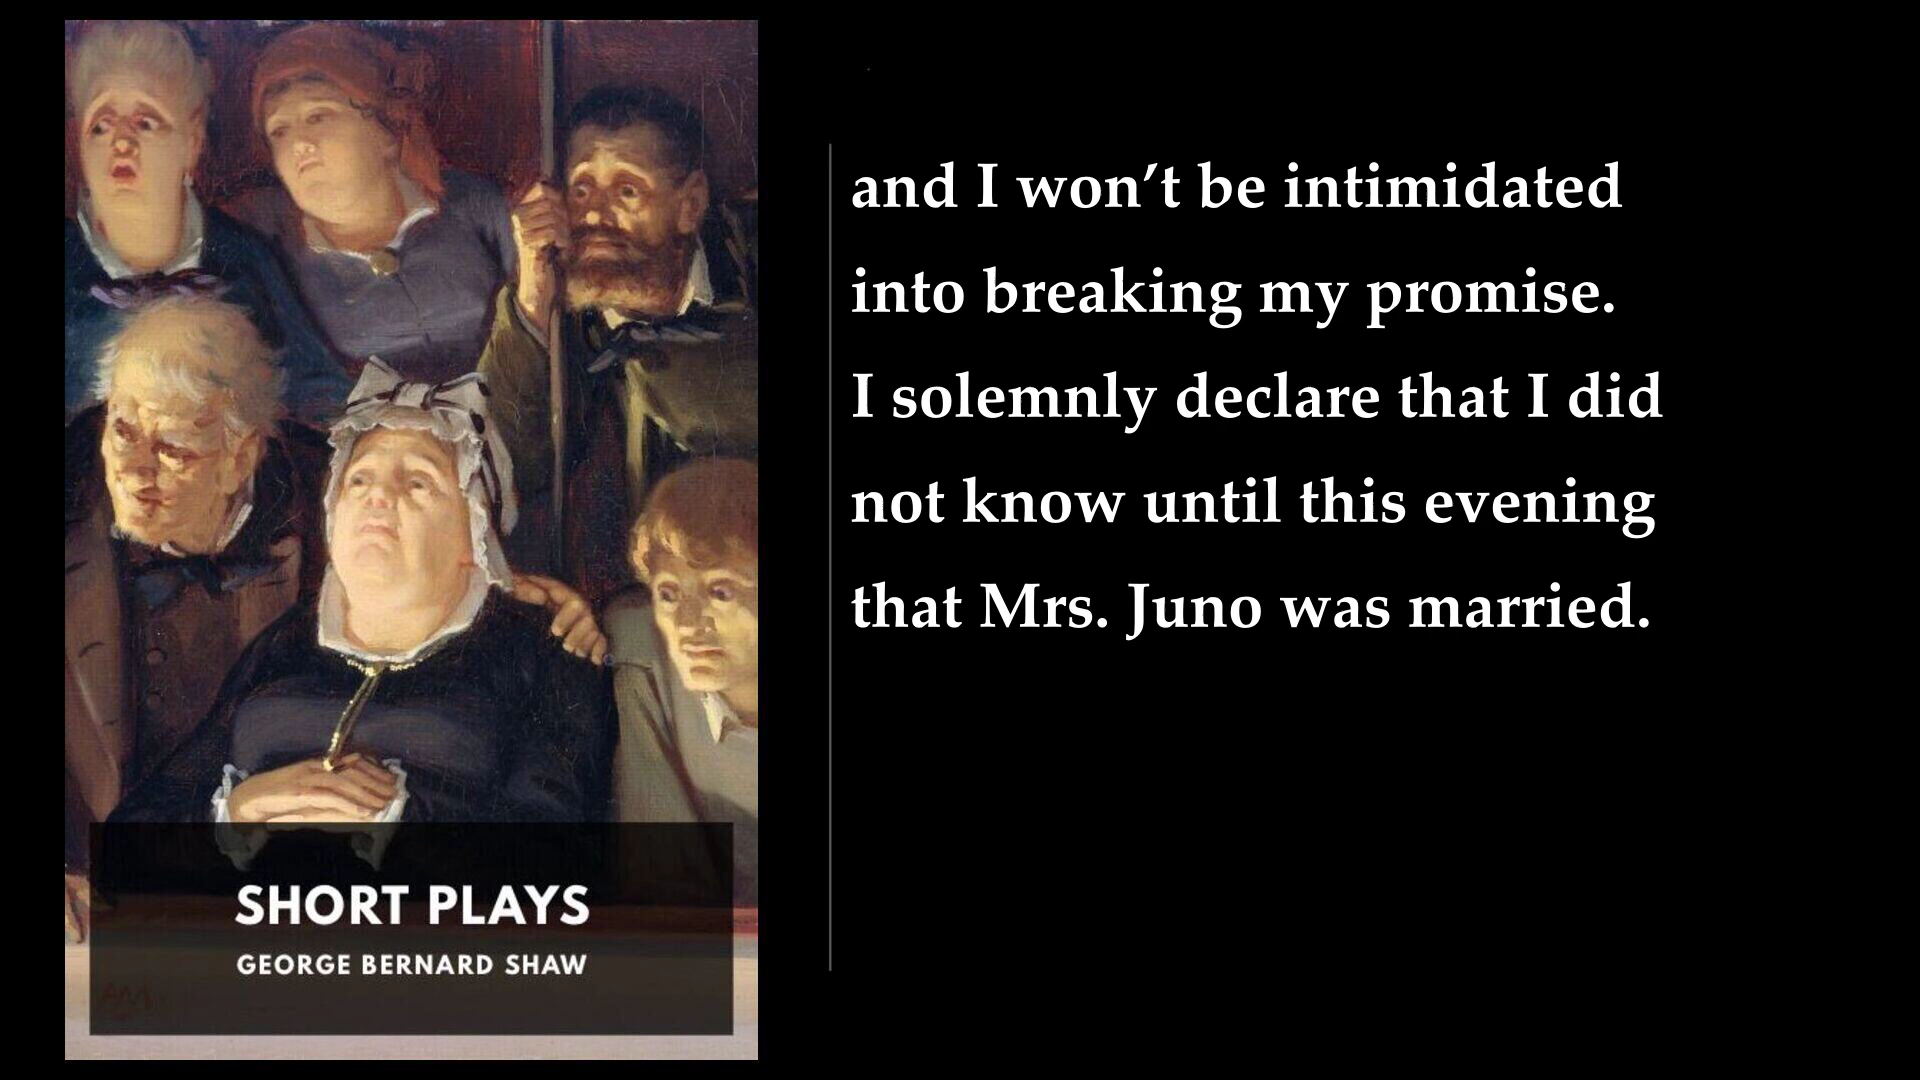 and I won’t be intimidated
into breaking my promise.
I solemnly declare that I did
not know until this evening
that Mrs. Juno was married.
SHORT PLAYS
GEORGE BERNARD SHAW